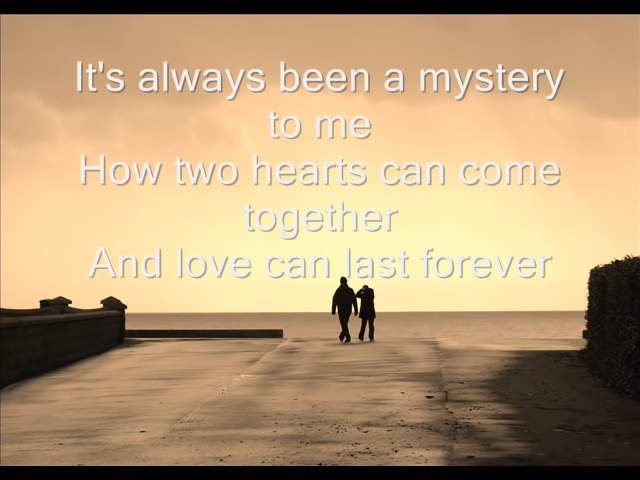 It's always been a mystery
to me
How two hearts can come
together
And love can last forever